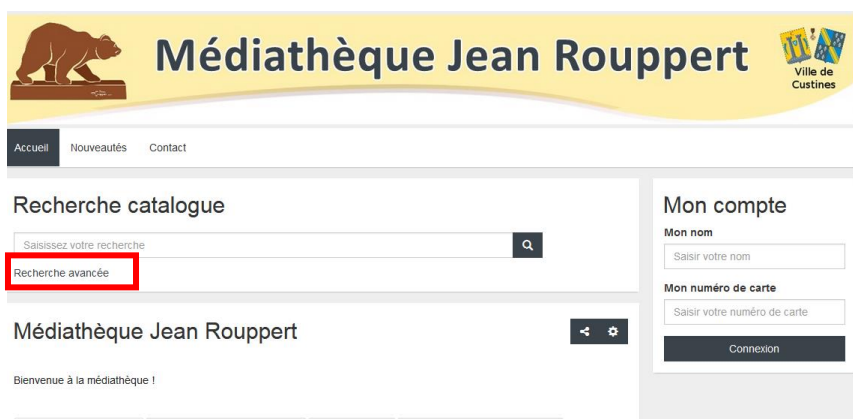 Médiathèque Jean Rouppert
Ville de
Custines
Accueil Nouveautés Contact
Recherche catalogue
Saisissez votre recherche
Recherche avancée
Mon compte
Mon nom
Saisir votre nom
Mon numéro de carte
Saisir votre numéro de carte
Connexion
Médiathèque Jean Rouppert
Bienvenue à la médiathèque !